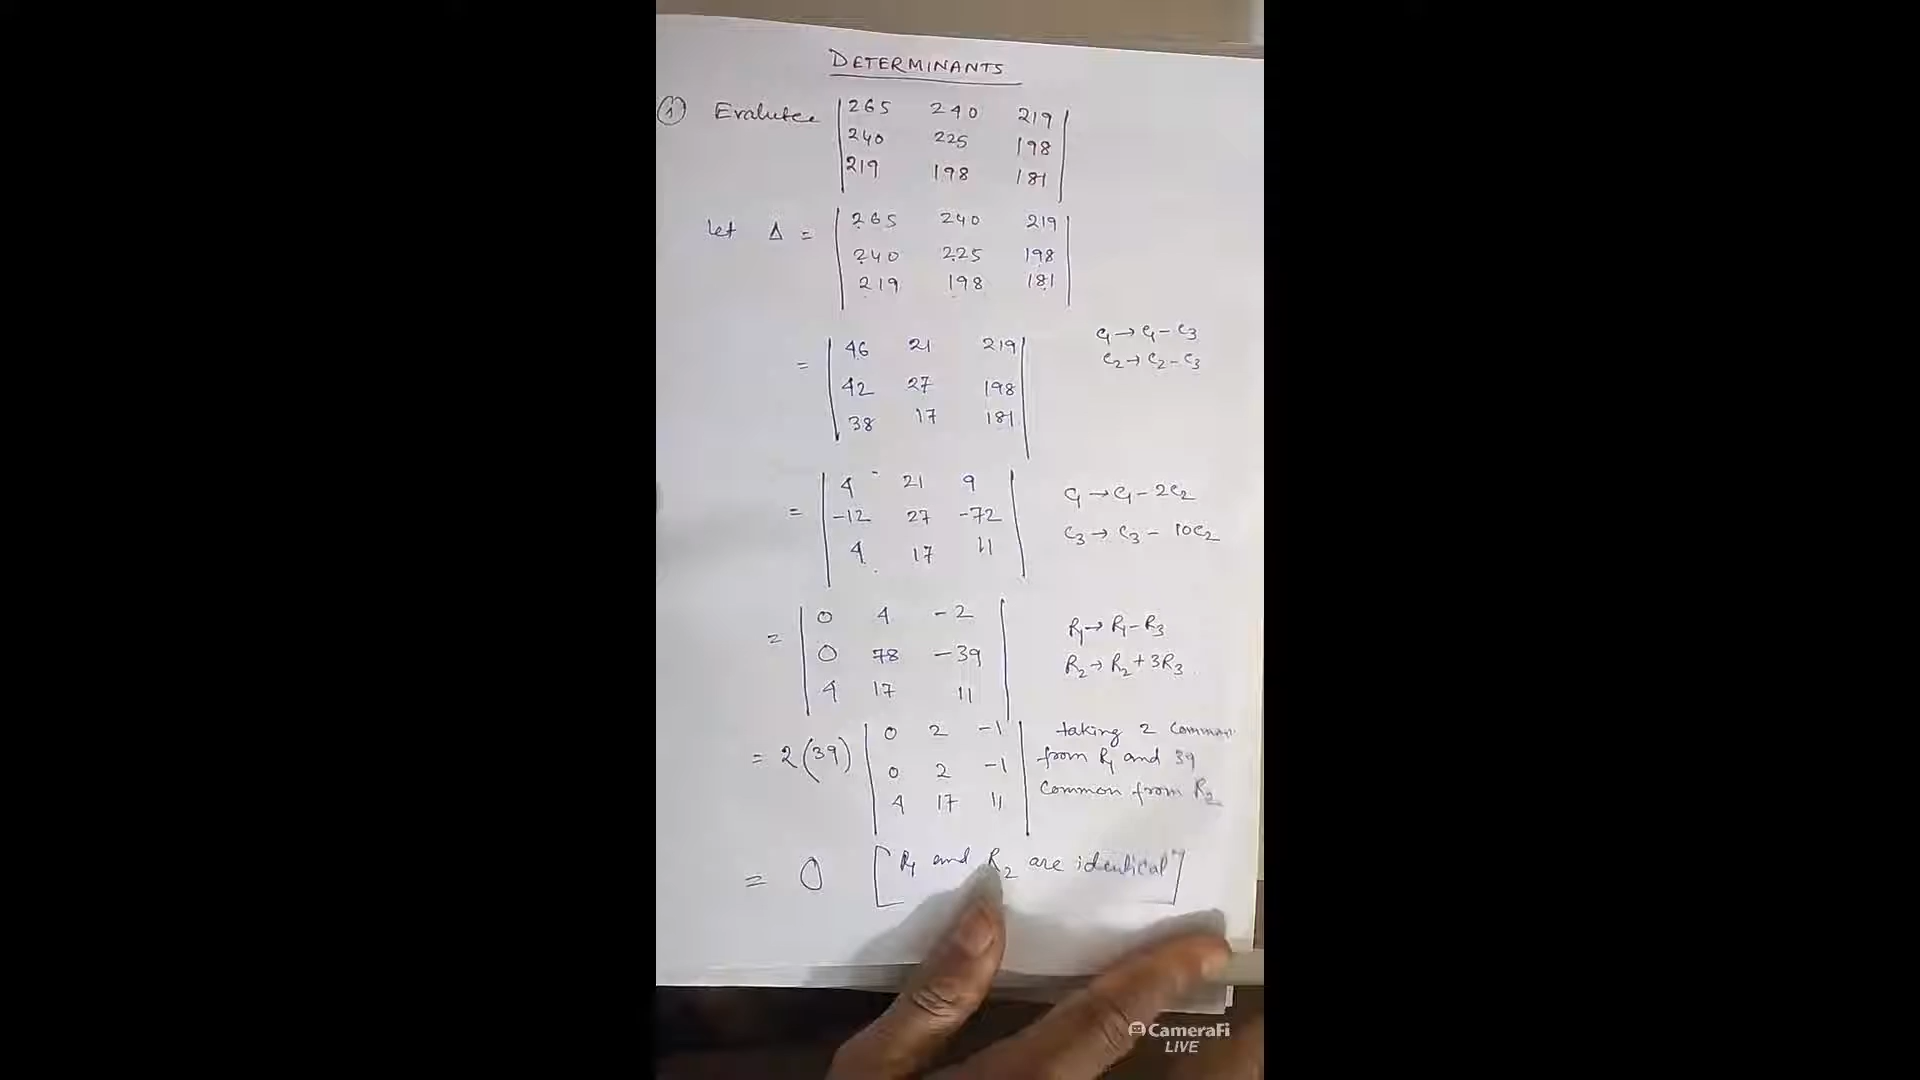 DETERMINANTS
① Evalutee |265 240 219|
|240 225 198|
|219 198 181|
let Δ = |265 240 219|
|240 225 198|
|219 198 181|
= |46 21 219| C₁→C₁-C₃
|42 27 198| C₂→C₂-C₃
|38 17 181|
= |4 21 9| C₁→C₁-2C₂
|-12 27 -72| C₃→C₃-10C₂
|4 17 11|
= |0 4 -2| R₁→R₁-R₃
|0 78 -39| R₂→R₂+3R₃
|4 17 11|
= 2(39) |0 2 -1| taking 2 common
|0 2 -1| from R₁ and 39
|4 17 11| common from R₂
= 0 [R₁ and R₂ are identical]
CameraFi
LIVE